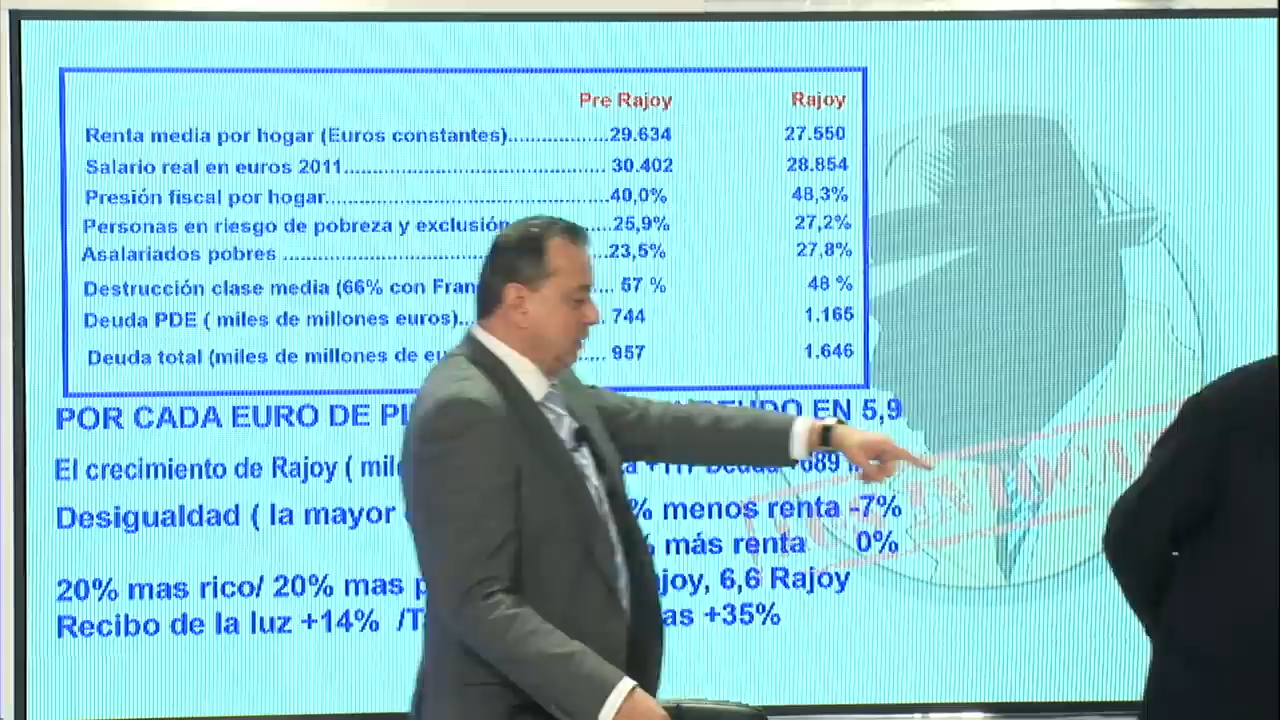 Pre Rajoy Rajoy
Renta media por hogar (Euros constantes)..................29.634 27.550
Salario real en euros 2011............................................. 30.402 28.854
Presión fiscal por hogar.................................................40,0% 48,3%
Personas en riesgo de pobreza y exclusión .....25,9% 27,2%
Asalariados pobres ...................................... ...23,5% 27,8%
Destrucción clase media (66% con Fran .... 57 % 48 %
Deuda PDE ( miles de millones euros)... . 744 1.165
Deuda total (miles de millones de eu ..... 957 1.646
POR CADA EURO DE EN 5,9
El crecimiento de Rajoy ( Deuda 689
Desigualdad ( la mayor % menos renta -7%
% más renta 0%
20% mas rico/ 20% mas 6,6 Rajoy
Recibo de la luz +14% +35%